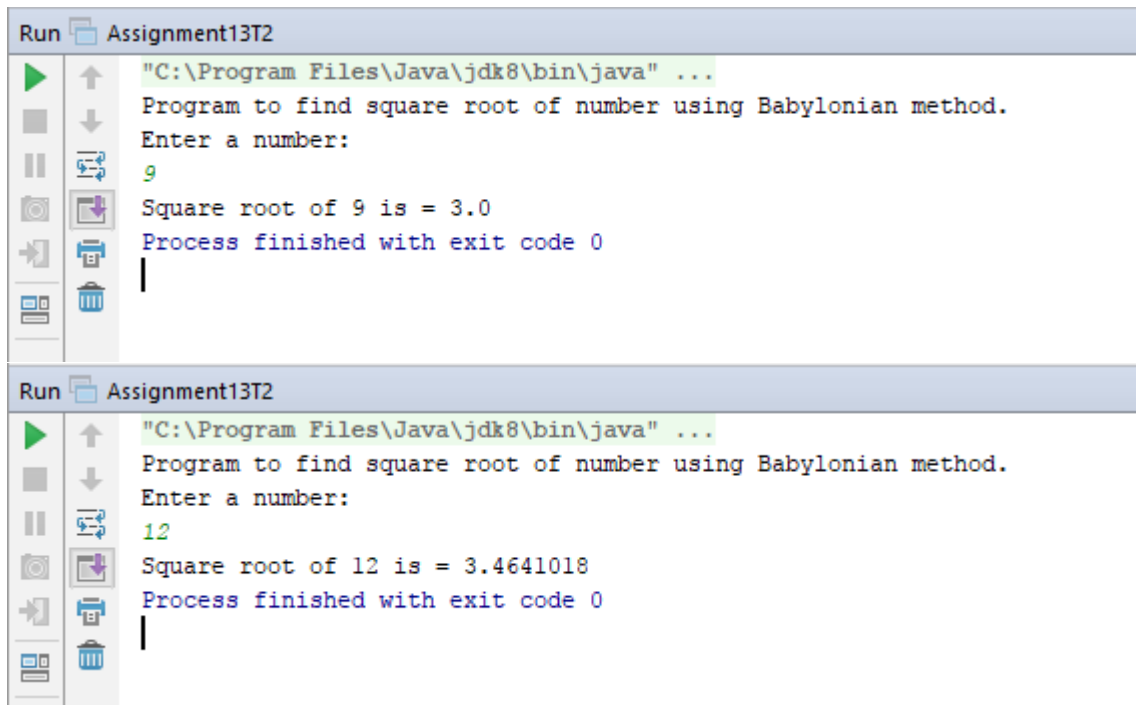 Run Assignment13T2
"C:\Program Files\Java\jdk8\bin\java" ...
Program to find square root of number using Babylonian method.
Enter a number:
9
Square root of 9 is = 3.0
Process finished with exit code 0
Run Assignment13T2
"C:\Program Files\Java\jdk8\bin\java" ...
Program to find square root of number using Babylonian method.
Enter a number:
12
Square root of 12 is = 3.4641018
Process finished with exit code 0